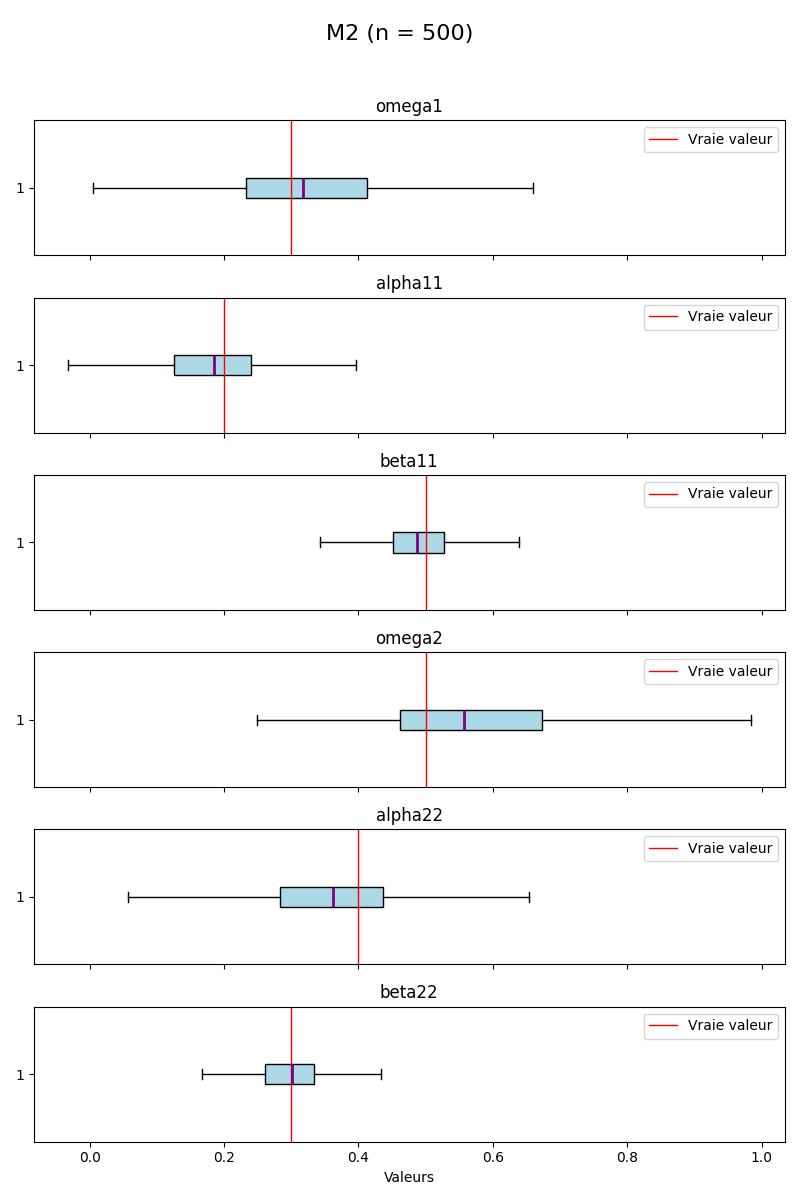 M2 (n = 500)
omega1
Vraie valeur
1
alpha11
Vraie valeur
1
beta11
Vraie valeur
1
omega2
Vraie valeur
1
alpha22
Vraie valeur
1
beta22
Vraie valeur
1
0.0 0.2 0.4 0.6 0.8 1.0
Valeurs